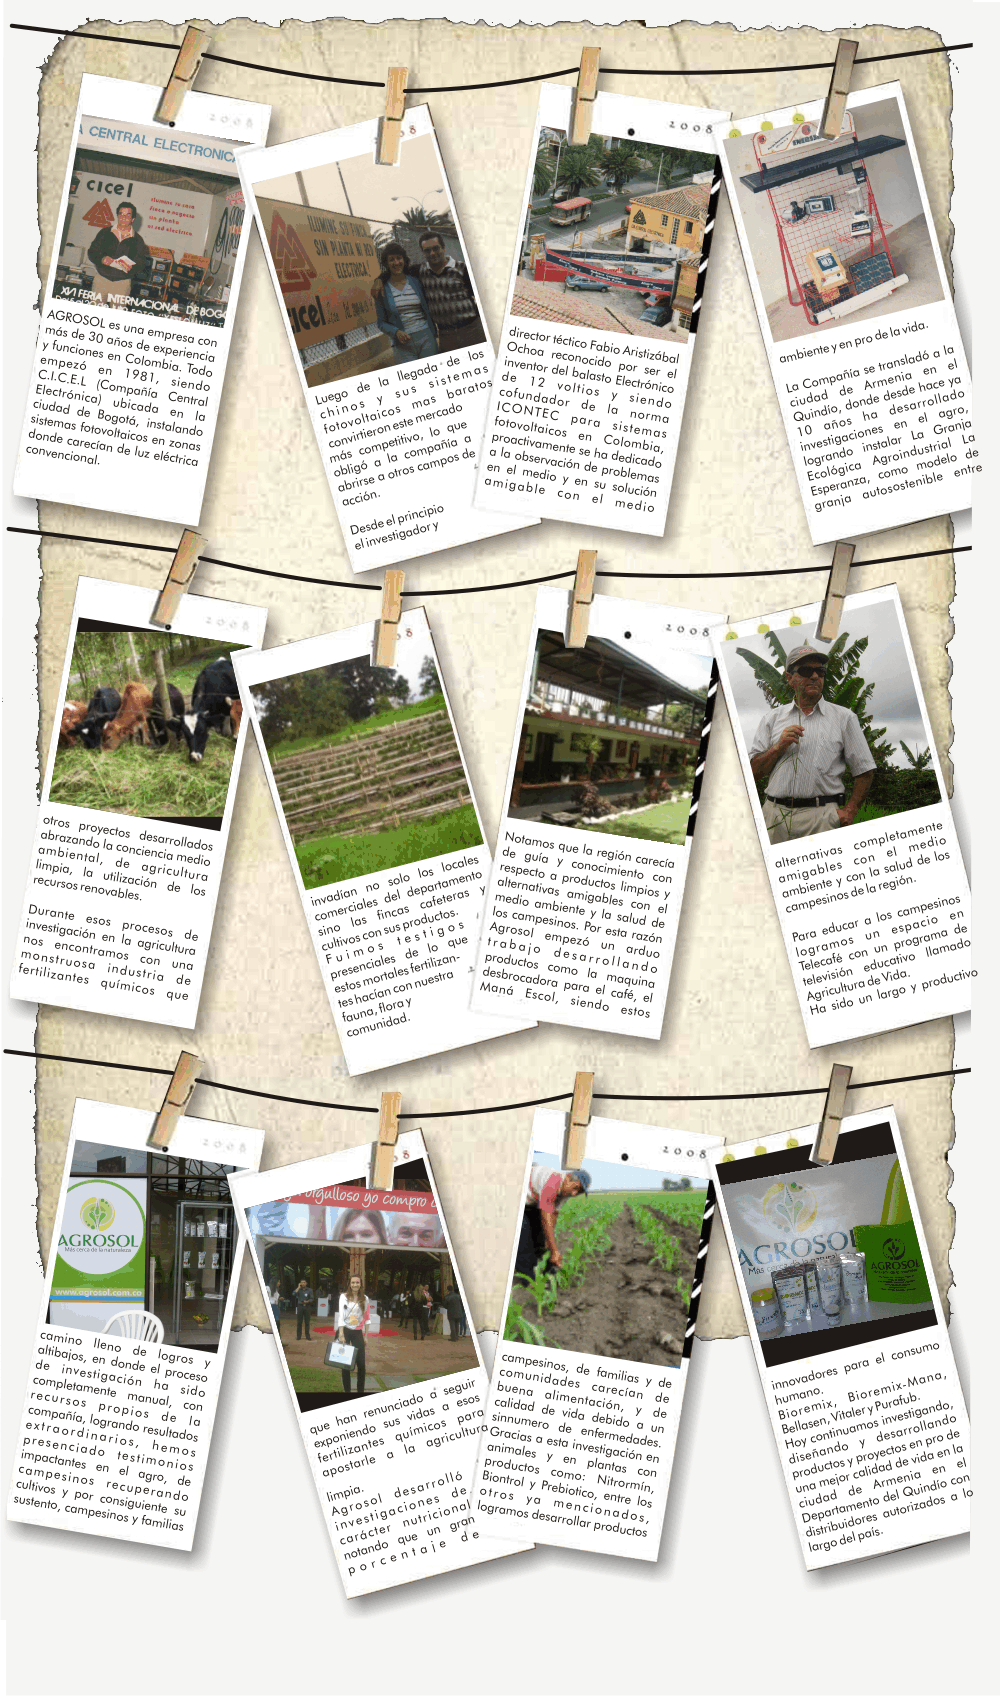 2008
A CENTRAL ELECTRONICA
cicel
ilumine su casa
finca o negocio
sin planta
ni red electrica
XVI FERIA INTERNACIONAL DE BOGO
AGROSOL es una empresa con
más de 30 años de experiencia
y funciones en Colombia. Todo
empezó en 1981, siendo
C.I.C.E.L (Compañía Central
Electrónica) ubicada en la
ciudad de Bogotá, instalando
sistemas fotovoltaicos en zonas
donde carecían de luz eléctrica
convencional.
08
ILUMINE SU FINCA
SIN PLANTA NI RED
ELECTRICA!
cicel
Luego de la llegada de los
chinos y sus sistemas
fotovoltaicos mas baratos
convirtieron este mercado
más competitivo, lo que
obligó a la compañía a
abrirse a otros campos de
acción.
Desde el principio
el investigador y
2008
LA CENTRAL ELECTRONICA
director téctico Fabio Aristizábal
Ochoa reconocido por ser el
inventor del balasto Electrónico
de 12 voltios y siendo
cofundador de la norma
ICONTEC para sistemas
fotovoltaicos en Colombia,
proactivamente se ha dedicado
a la observación de problemas
en el medio y en su solución
amigable con el medio
ambiente y en pro de la vida.
La Compañía se transladó a la
ciudad de Armenia en el
Quindio, donde desde hace ya
10 años ha desarrollado
investigaciones en el agro,
logrando instalar La Granja
Ecológica Agroindustrial La
Esperanza, como modelo de
granja autosostenible entre
2008
otros proyectos desarrollados
abrazando la conciencia medio
ambiental, de agricultura
limpia, la utilización de los
recursos renovables.
Durante esos procesos de
investigación en la agricultura
nos encontramos con una
monstruosa industria de
fertilizantes químicos que
08
invadían no solo los locales
comerciales del departamento
sino las fincas cafeteras y
cultivos con sus productos.
Fuimos testigos
presenciales de lo que
estos mortales fertilizan-
tes hacían con nuestra
fauna, flora y
comunidad.
2008
Notamos que la región carecía
de guía y conocimiento con
respecto a productos limpios y
alternativas amigables con el
medio ambiente y la salud de
los campesinos. Por esta razón
Agrosol empezó un arduo
trabajo desarrollando
productos como la maquina
desbrocadora para el café, el
Maná Escol, siendo estos
alternativas completamente
amigables con el medio
ambiente y con la salud de los
campesinos de la región.
Para educar a los campesinos
logramos un espacio en
Telecafé con un programa de
televisión educativo llamado
Agricultura de Vida.
Ha sido un largo y productivo
2008
AGROSOL
Más cerca de la naturaleza
www.agrosol.com.co
camino lleno de logros y
altibajos, en donde el proceso
de investigación ha sido
completamente manual, con
recursos propios de la
compañía, logrando resultados
extraordinarios, hemos
presenciado testimonios
impactantes en el agro, de
campesinos recuperando
cultivos y por consiguiente su
sustento, campesinos y familias
08
orgulloso yo compro c
que han renunciado a seguir
exponiendo sus vidas a esos
fertilizantes químicos para
apostarle a la agricultura
limpia.
Agrosol desarrolló
investigaciones de
carácter nutricional
notando que un gran
porcentaje de
2008
campesinos, de familias y de
comunidades carecían de
buena alimentación, y de
calidad de vida debido a un
sinnumero de enfermedades.
Gracias a esta investigación en
animales y en plantas con
productos como: Nitrormín,
Biontrol y Prebiotico, entre los
otros ya mencionados,
logramos desarrollar productos
AGROSOL
AGROSOL
innovadores para el consumo
humano.
Bioremix, Bioremix-Mana,
Bellasen, Vitaler y Purafub.
Hoy continuamos investigando,
diseñando y desarrollando
productos y proyectos en pro de
una mejor calidad de vida en la
ciudad de Armenia en el
Departamento del Quindío con
distribuidores autorizados a lo
largo del país.